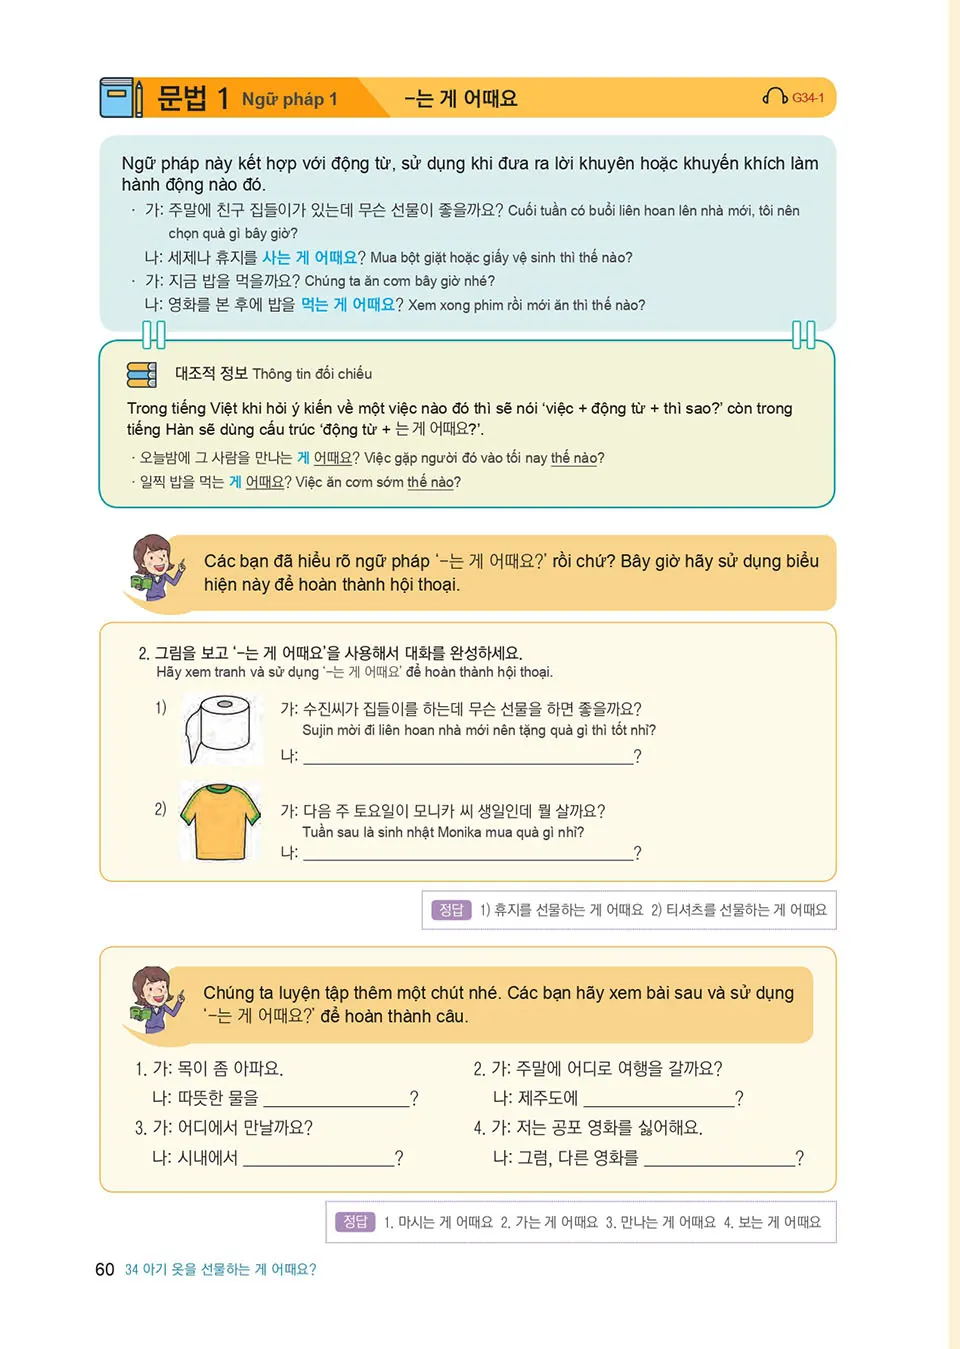 문법 1 Ngữ pháp 1 -는 게 어때요 G34-1
Ngữ pháp này kết hợp với động từ, sử dụng khi đưa ra lời khuyên hoặc khuyến khích làm
hành động nào đó.
· 가: 주말에 친구 집들이가 있는데 무슨 선물이 좋을까요? Cuối tuần có buổi liên hoan lên nhà mới, tôi nên
chọn quà gì bây giờ?
나: 세제나 휴지를 사는 게 어때요? Mua bột giặt hoặc giấy vệ sinh thì thế nào?
· 가: 지금 밥을 먹을까요? Chúng ta ăn cơm bây giờ nhé?
나: 영화를 본 후에 밥을 먹는 게 어때요? Xem xong phim rồi mới ăn thì thế nào?
대조적 정보 Thông tin đối chiếu
Trong tiếng Việt khi hỏi ý kiến về một việc nào đó thì sẽ nói ‘việc + động từ + thì sao?’ còn trong
tiếng Hàn sẽ dùng cấu trúc ‘động từ + 는 게 어때요?’.
· 오늘밤에 그 사람을 만나는 게 어때요? Việc gặp người đó vào tối nay thế nào?
· 일찍 밥을 먹는 게 어때요? Việc ăn cơm sớm thế nào?
Các bạn đã hiểu rõ ngữ pháp ‘-는 게 어때요?’ rồi chứ? Bây giờ hãy sử dụng biểu
hiện này để hoàn thành hội thoại.
2. 그림을 보고 ‘-는 게 어때요’을 사용해서 대화를 완성하세요.
Hãy xem tranh và sử dụng ‘-는 게 어때요’ để hoàn thành hội thoại.
1) 가: 수진씨가 집들이를 하는데 무슨 선물을 하면 좋을까요?
Sujin mời đi liên hoan nhà mới nên tặng quà gì thì tốt nhỉ?
나: ______________________________?
2) 가: 다음 주 토요일이 모니카 씨 생일인데 뭘 살까요?
Tuần sau là sinh nhật Monika mua quà gì nhỉ?
나: ______________________________?
정답 1) 휴지를 선물하는 게 어때요 2) 티셔츠를 선물하는 게 어때요
Chúng ta luyện tập thêm một chút nhé. Các bạn hãy xem bài sau và sử dụng
‘-는 게 어때요?’ để hoàn thành câu.
1. 가: 목이 좀 아파요. 2. 가: 주말에 어디로 여행을 갈까요?
나: 따뜻한 물을 ______________? 나: 제주도에 ______________?
3. 가: 어디에서 만날까요? 4. 가: 저는 공포 영화를 싫어해요.
나: 시내에서 ______________? 나: 그럼, 다른 영화를 ______________?
정답 1. 마시는 게 어때요 2. 가는 게 어때요 3. 만나는 게 어때요 4. 보는 게 어때요
60 34 아기 옷을 선물하는 게 어때요?